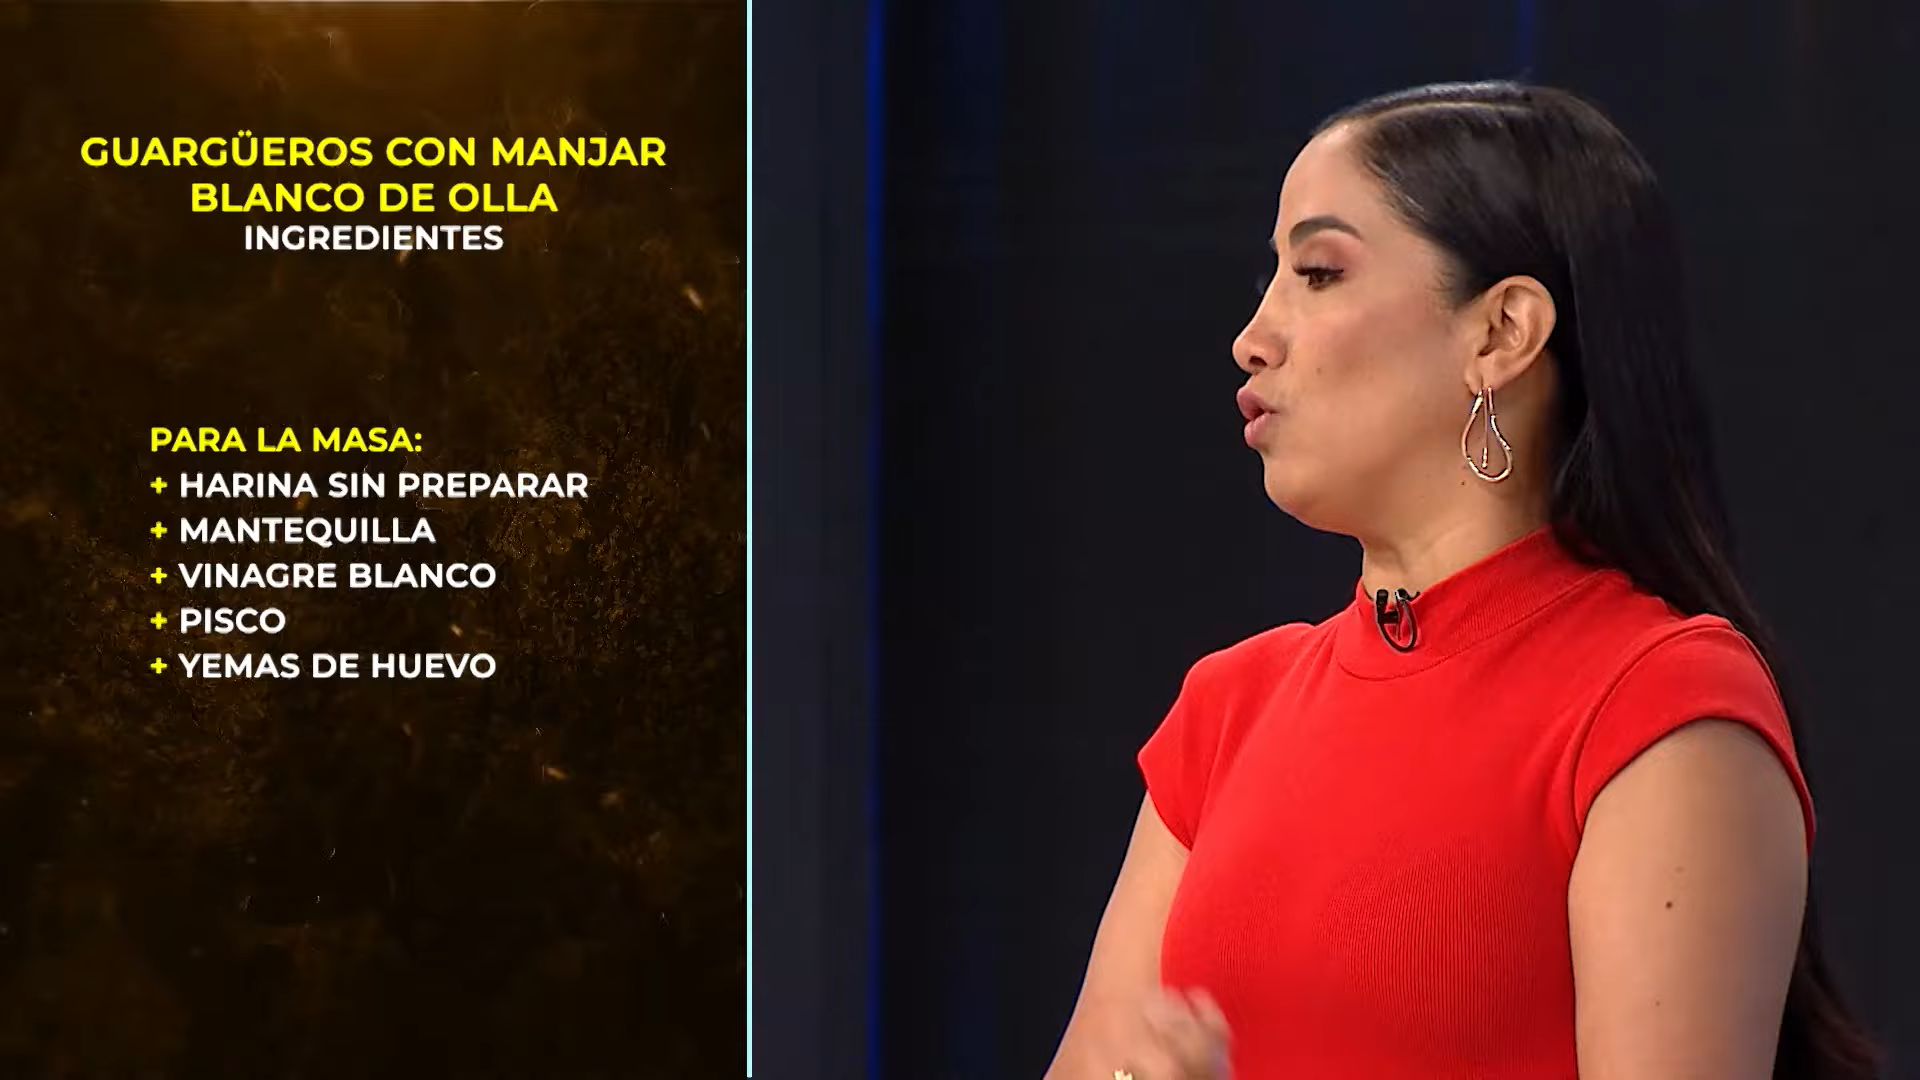 GUARGÜEROS CON MANJAR
BLANCO DE OLLA
INGREDIENTES
PARA LA MASA:
+ HARINA SIN PREPARAR
+ MANTEQUILLA
+ VINAGRE BLANCO
+ PISCO
+ YEMAS DE HUEVO